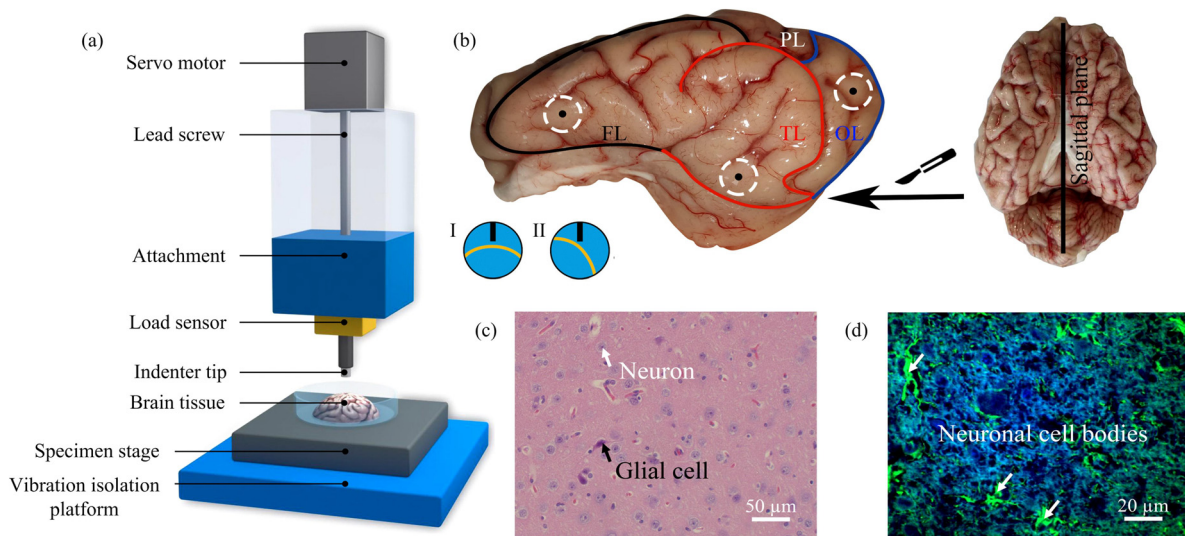 (a)
Servo motor
Lead screw
Attachment
Load sensor
Indenter tip
Brain tissue
Specimen stage
Vibration isolation
platform
(b)
PL
FL
TL
OL
I
II
Sagittal plane
(c)
Neuron
Glial cell
50 µm
(d)
Neuronal cell bodies
20 µm